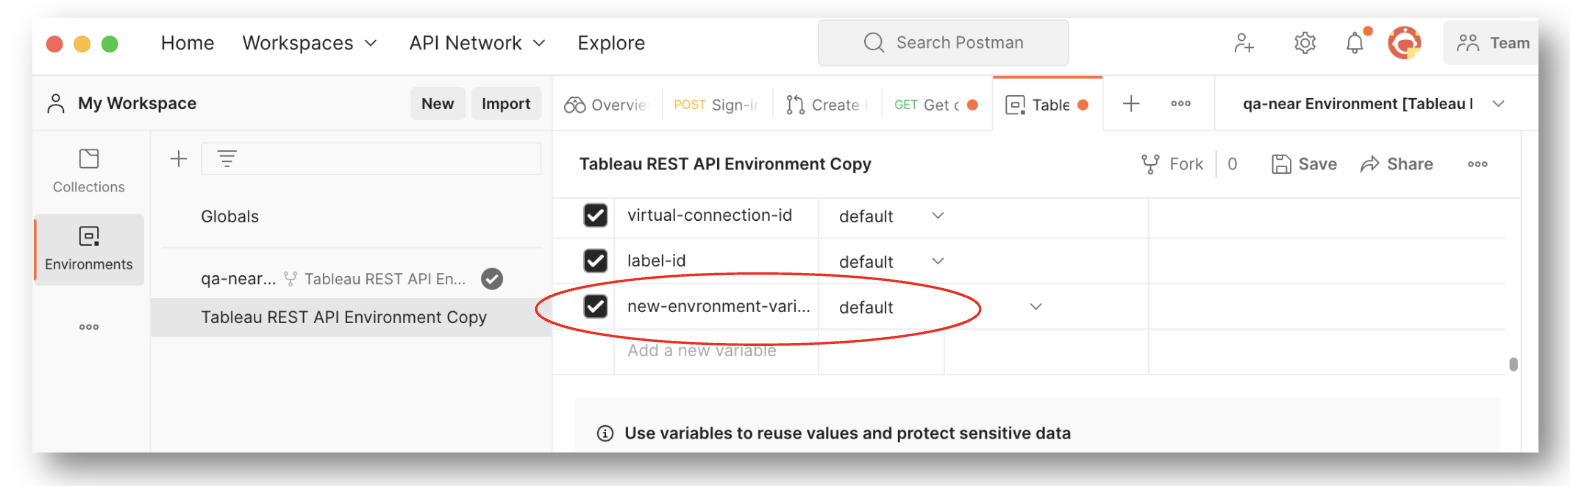 Home Workspaces API Network Explore Search Postman Team
My Workspace New Import Overvie POST Sign-in Create GET Get Table qa-near Environment [Tableau
Collections
Environments
Globals
qa-near... Tableau REST API En...
Tableau REST API Environment Copy
Tableau REST API Environment Copy Fork 0 Save Share
virtual-connection-id default
label-id default
new-envronment-vari... default
Add a new variable
Use variables to reuse values and protect sensitive data